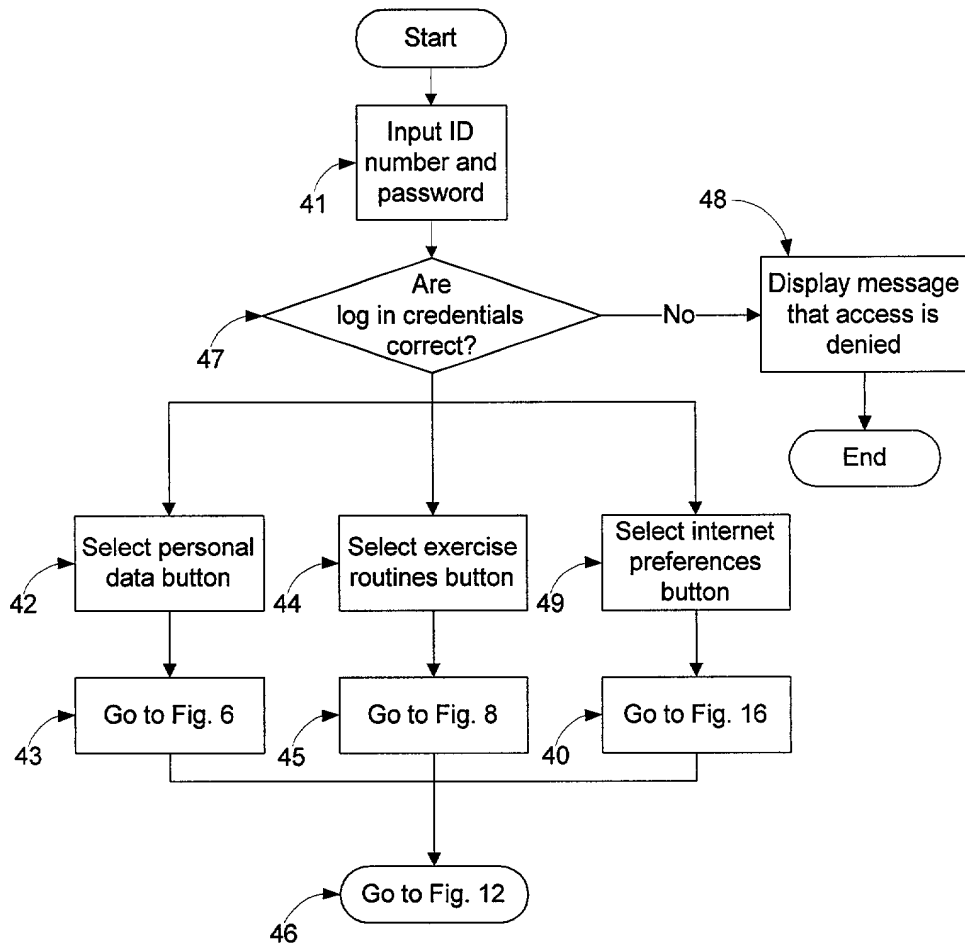 Start
Input ID
number and
password
41
48
Are
log in credentials
correct?
47
No
Display message
that access is
denied
End
Select personal
data button
42
Select exercise
routines button
44
Select internet
preferences
button
49
Go to Fig. 6
43
Go to Fig. 8
45
Go to Fig. 16
40
Go to Fig. 12
46